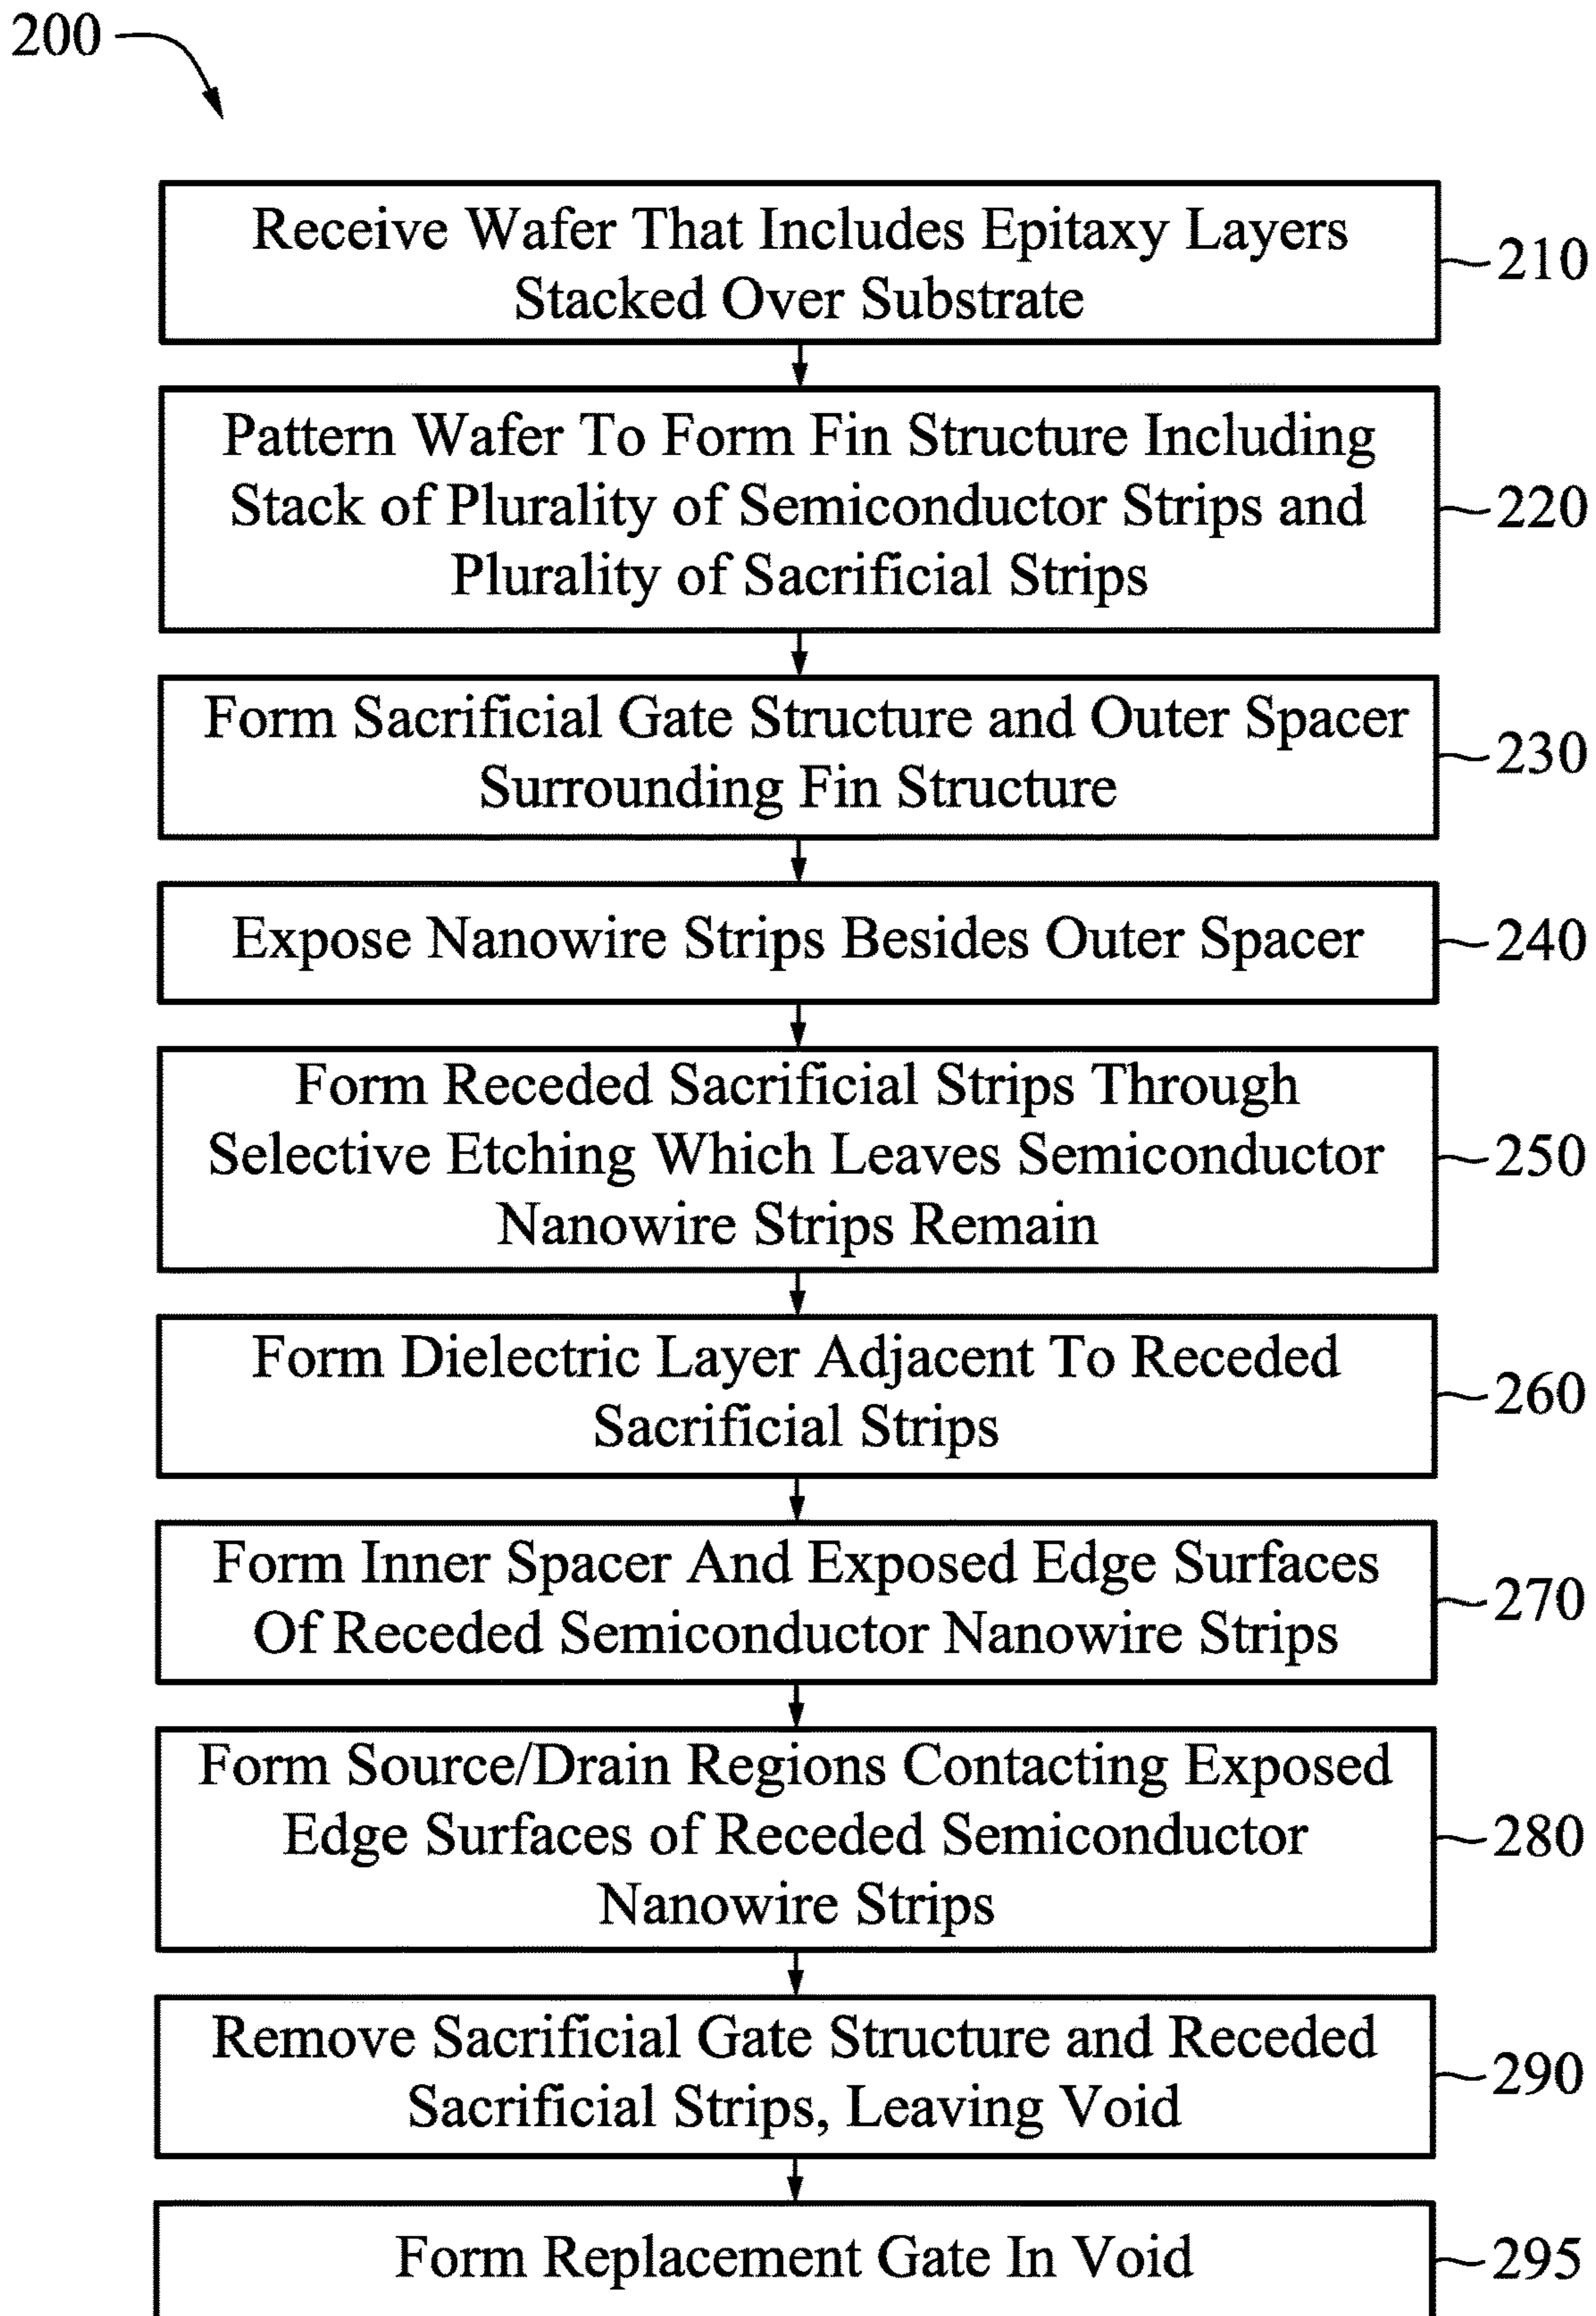 200
Receive Wafer That Includes Epitaxy Layers
Stacked Over Substrate
210
Pattern Wafer To Form Fin Structure Including
Stack of Plurality of Semiconductor Strips and
Plurality of Sacrificial Strips
220
Form Sacrificial Gate Structure and Outer Spacer
Surrounding Fin Structure
230
Expose Nanowire Strips Besides Outer Spacer
240
Form Receded Sacrificial Strips Through
Selective Etching Which Leaves Semiconductor
Nanowire Strips Remain
250
Form Dielectric Layer Adjacent To Receded
Sacrificial Strips
260
Form Inner Spacer And Exposed Edge Surfaces
Of Receded Semiconductor Nanowire Strips
270
Form Source/Drain Regions Contacting Exposed
Edge Surfaces of Receded Semiconductor
Nanowire Strips
280
Remove Sacrificial Gate Structure and Receded
Sacrificial Strips, Leaving Void
290
Form Replacement Gate In Void
295